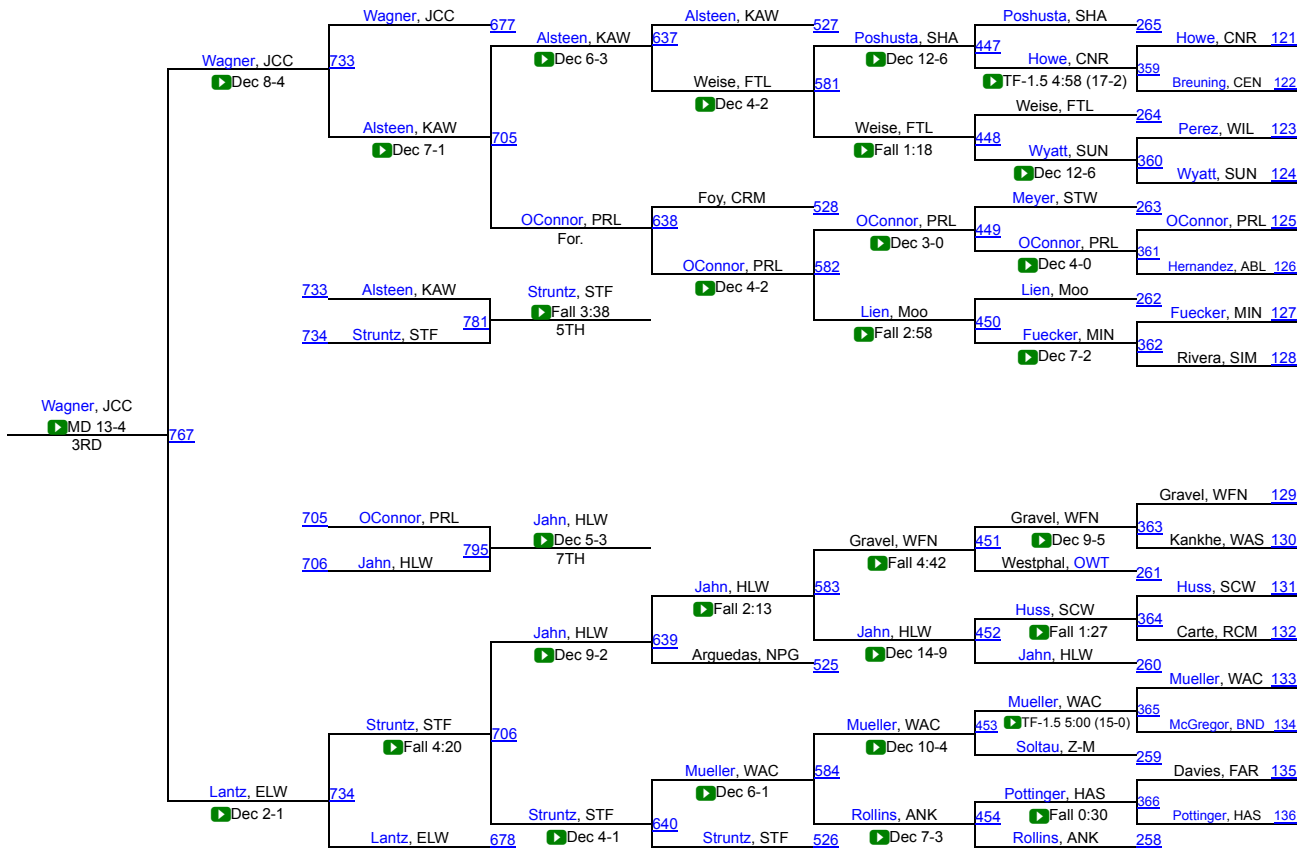 Wagner, JCC 677
Alsteen, KAW 527
Poshusta, SHA 265
Howe, CNR 121
Alsteen, KAW 637
Dec 6-3
Poshusta, SHA 447
Dec 12-6
Howe, CNR 359
TF-1.5 4:58 (17-2)
Breuning, CEN 122
Wagner, JCC 733
Dec 8-4
Weise, FTL 581
Dec 4-2
Weise, FTL 264
Perez, WIL 123
Alsteen, KAW 705
Dec 7-1
Weise, FTL 448
Fall 1:18
Wyatt, SUN 360
Dec 12-6
Wyatt, SUN 124
Foy, CRM 528
Meyer, STW 263
OConnor, PRL 125
OConnor, PRL 638
For.
OConnor, PRL 449
Dec 3-0
OConnor, PRL 361
Dec 4-0
Hernandez, ABL 126
OConnor, PRL 582
Dec 4-2
733 Alsteen, KAW
Struntz, STF
Fall 3:38
5TH
781
734 Struntz, STF
Lien, Moo 262
Fuecker, MIN 127
Lien, Moo 450
Fall 2:58
Fuecker, MIN 362
Dec 7-2
Rivera, SIM 128
Wagner, JCC
MD 13-4
3RD
767
Gravel, WFN 129
705 OConnor, PRL
Jahn, HLW
Dec 5-3
7TH
795
706 Jahn, HLW
Gravel, WFN 451
Fall 4:42
Gravel, WFN 363
Dec 9-5
Kankhe, WAS 130
Westphal, OWT 261
Jahn, HLW 583
Fall 2:13
Huss, SCW 131
Jahn, HLW 639
Dec 9-2
Jahn, HLW 452
Dec 14-9
Huss, SCW 364
Fall 1:27
Carte, RCM 132
Arguedas, NPG 525
Jahn, HLW 260
Mueller, WAC 133
Struntz, STF 706
Fall 4:20
Mueller, WAC 453
Dec 10-4
Mueller, WAC 365
TF-1.5 5:00 (15-0)
McGregor, BND 134
Soltau, Z-M 259
Mueller, WAC 584
Dec 6-1
Davies, FAR 135
Lantz, ELW 734
Dec 2-1
Struntz, STF 640
Dec 4-1
Rollins, ANK 454
Dec 7-3
Pottinger, HAS 366
Fall 0:30
Pottinger, HAS 136
Lantz, ELW 678
Struntz, STF 526
Rollins, ANK 258